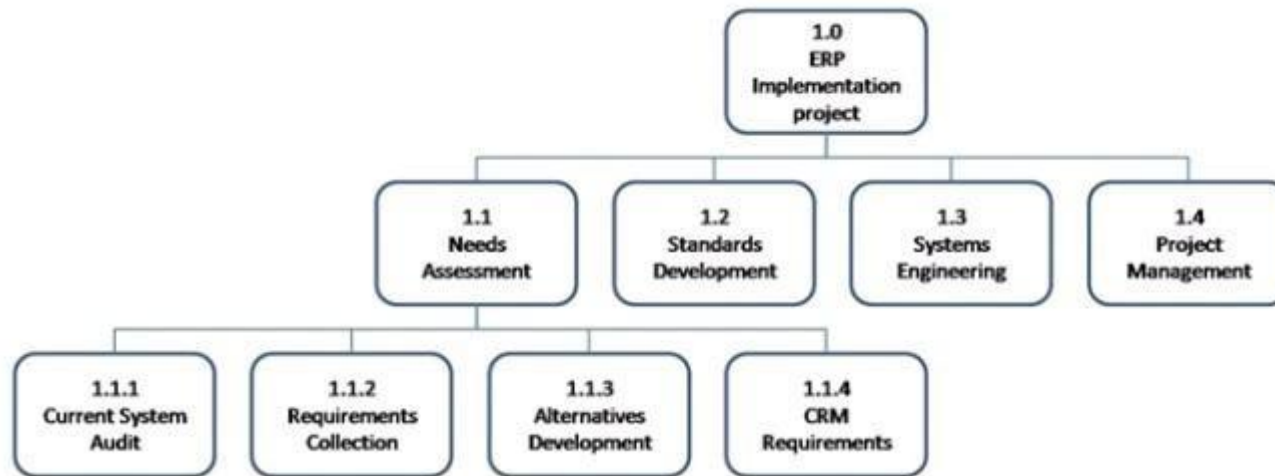 1.0
ERP
Implementation
project
1.1
Needs
Assessment
1.2
Standards
Development
1.3
Systems
Engineering
1.4
Project
Management
1.1.1
Current System
Audit
1.1.2
Requirements
Collection
1.1.3
Alternatives
Development
1.1.4
CRM
Requirements